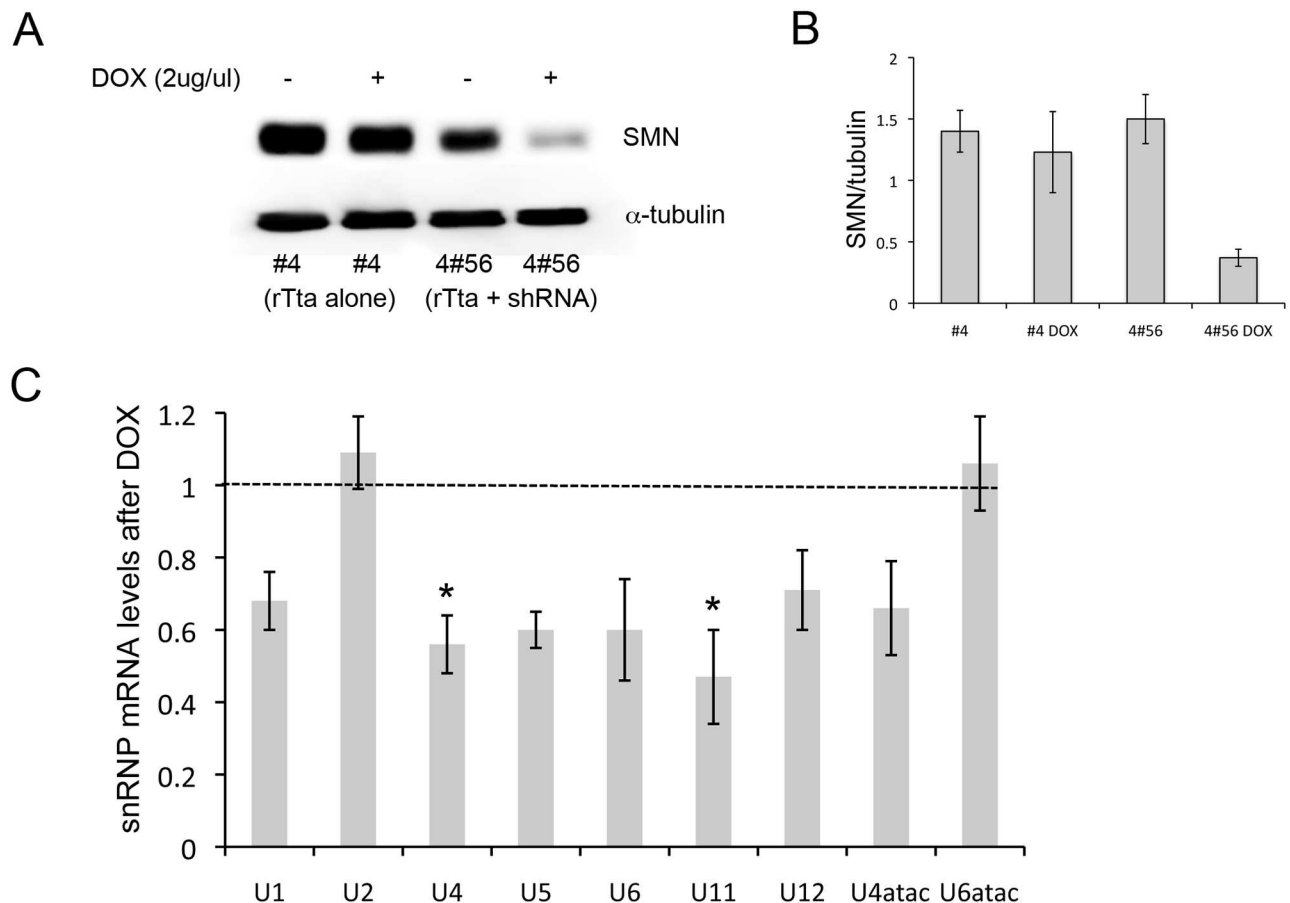 A
DOX (2ug/ul) - + - +
SMN
α-tubulin
#4 #4 4#56 4#56
(rTta alone) (rTta + shRNA)
B
SMN/tubulin
2
1.5
1
0.5
0
#4 #4 DOX 4#56 4#56 DOX
C
snRNP mRNA levels after DOX
1.2
1
0.8
0.6
0.4
0.2
0
* *
U1 U2 U4 U5 U6 U11 U12 U4atac U6atac